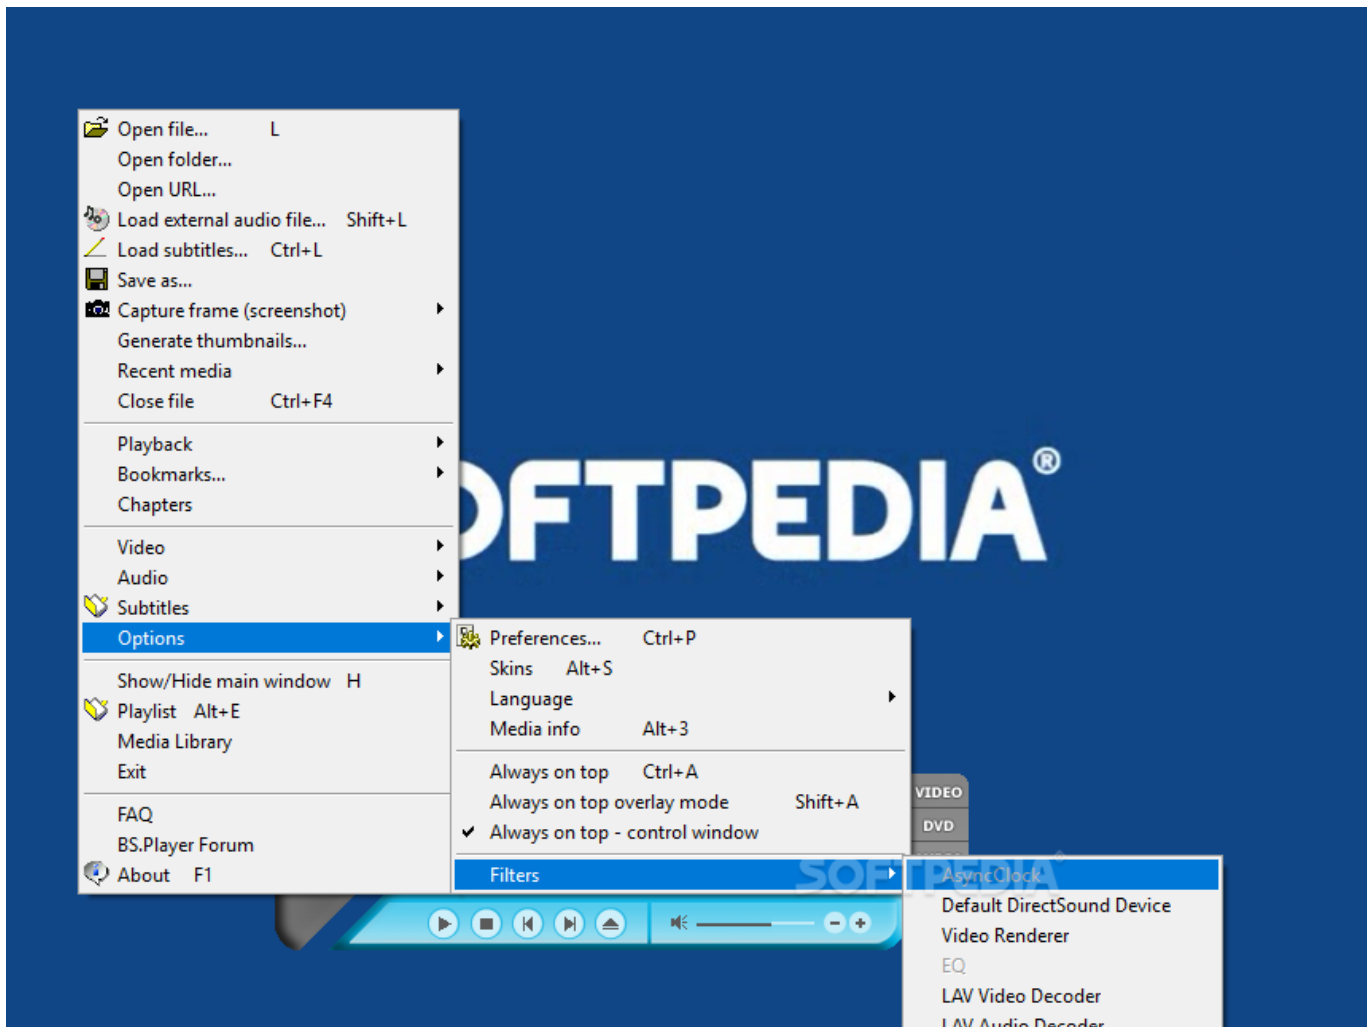 Open file... L
Open folder...
Open URL...
Load external audio file... Shift+L
Load subtitles... Ctrl+L
Save as...
Capture frame (screenshot)
Generate thumbnails...
Recent media
Close file Ctrl+F4
Playback
Bookmarks...
Chapters
Video
Audio
Subtitles
Options
Show/Hide main window H
Playlist Alt+E
Media Library
Exit
FAQ
BS.Player Forum
About F1
OFTPEDIA®
Preferences... Ctrl+P
Skins Alt+S
Language
Media info Alt+3
Always on top Ctrl+A
Always on top overlay mode Shift+A
Always on top - control window
Filters
VIDEO
DVD
SOFTPEDIA®
AsyncClock
Default DirectSound Device
Video Renderer
EQ
LAV Video Decoder
LAV Audio Decoder